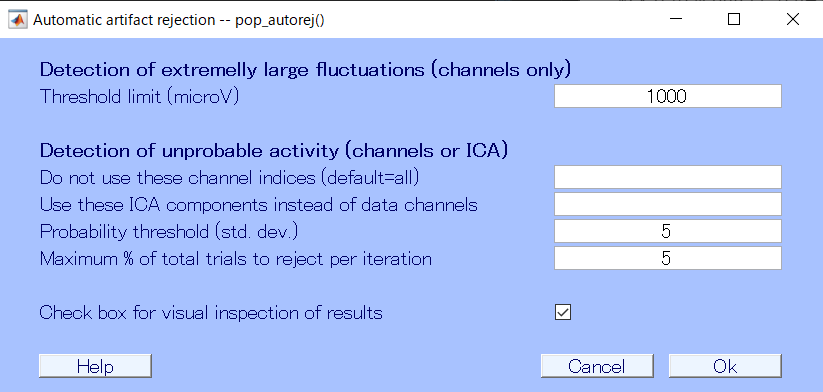 Automatic artifact rejection -- pop_autorej()
Detection of extremelly large fluctuations (channels only)
Threshold limit (microV) 1000
Detection of unprobable activity (channels or ICA)
Do not use these channel indices (default=all)
Use these ICA components instead of data channels
Probability threshold (std. dev.) 5
Maximum % of total trials to reject per iteration 5
Check box for visual inspection of results
Help Cancel Ok